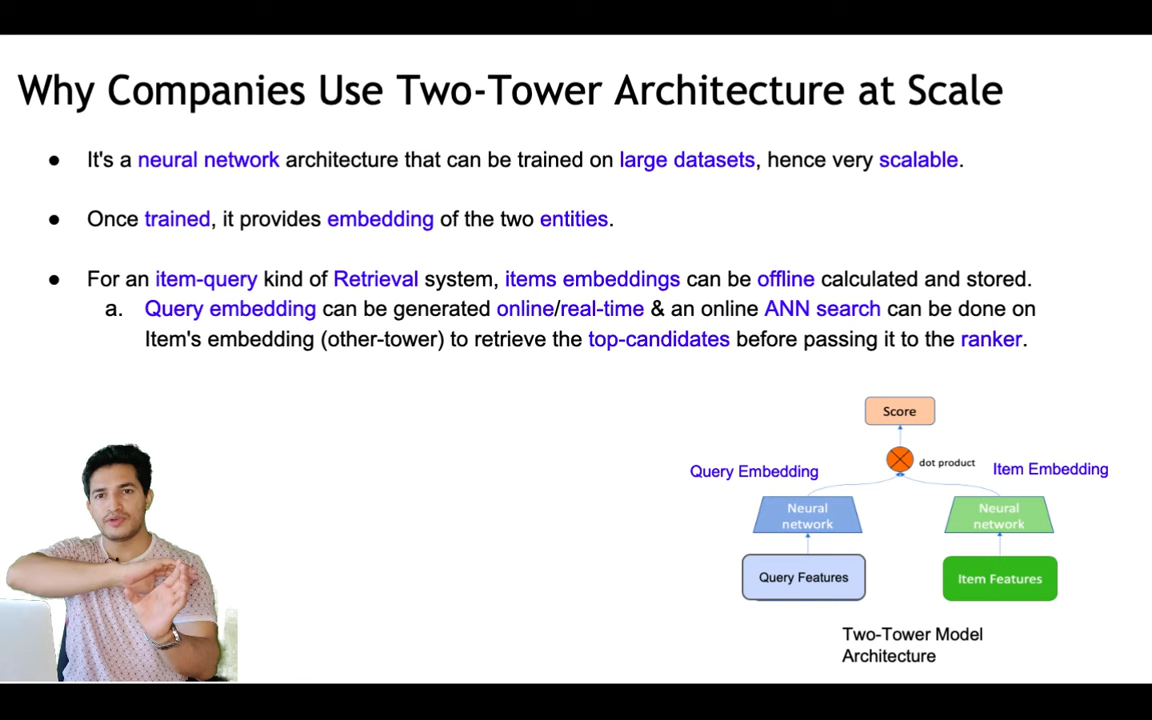 Why Companies Use Two-Tower Architecture at Scale
● It's a neural network architecture that can be trained on large datasets, hence very scalable.
● Once trained, it provides embedding of the two entities.
● For an item-query kind of Retrieval system, items embeddings can be offline calculated and stored.
a. Query embedding can be generated online/real-time & an online ANN search can be done on
Item's embedding (other-tower) to retrieve the top-candidates before passing it to the ranker.
Score
dot product
Query Embedding
Item Embedding
Neural
network
Neural
network
Query Features
Item Features
Two-Tower Model
Architecture